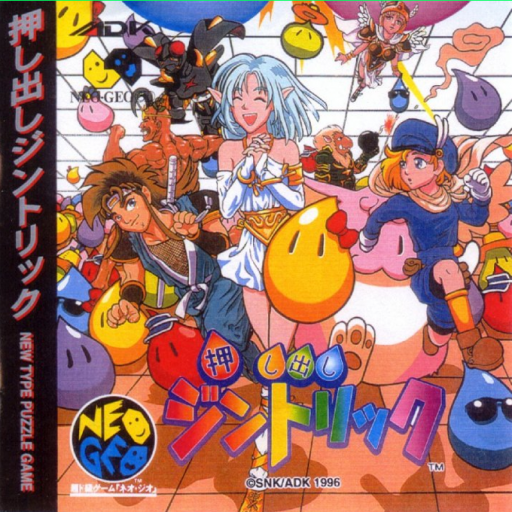 押し出しジントリック
NEW TYPE PUZZLE GAME
ADK
NEO-GEO
押し出し
ジントリック
TM
NEO
GEO
©SNK/ADK 1996